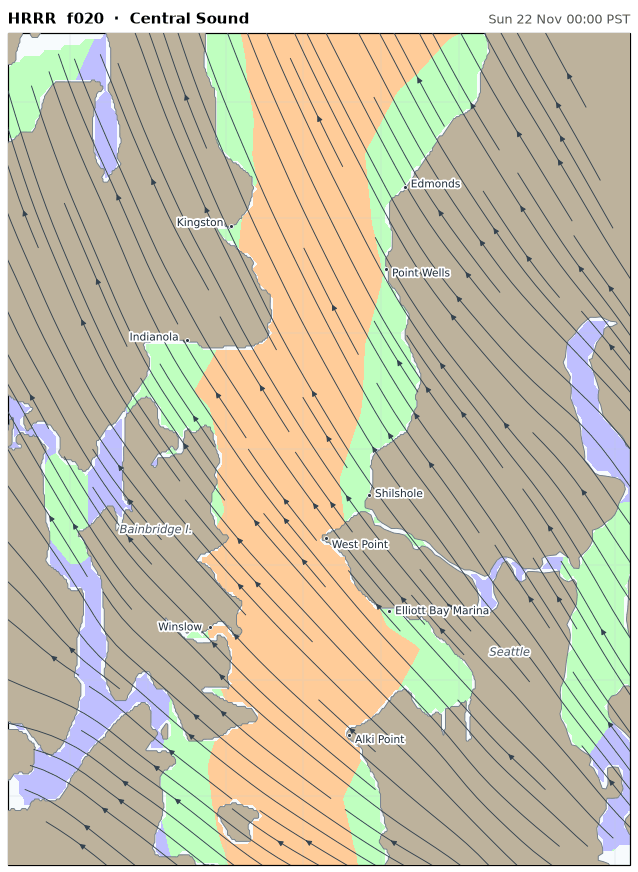 HRRR f020 · Central Sound
Sun 22 Nov 00:00 PST
Edmonds
Kingston
Point Wells
Indianola
Shilshole
Bainbridge I.
West Point
Elliott Bay Marina
Winslow
Seattle
Alki Point